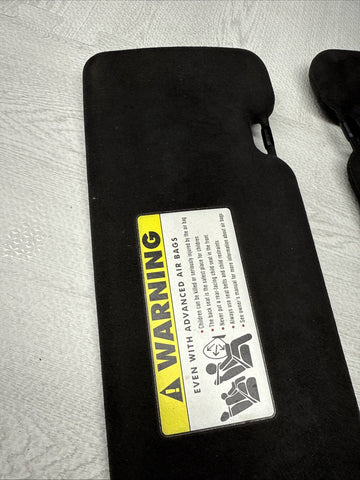 WARNING
EVEN WITH ADVANCED AIR BAGS
• Children can be killed or seriously injured by the air bag
• The back seat is the safest place for children
• Never put a rear-facing child seat in the front
• Always use seat belts and child restraints
• See owner's manual for more information about air bags